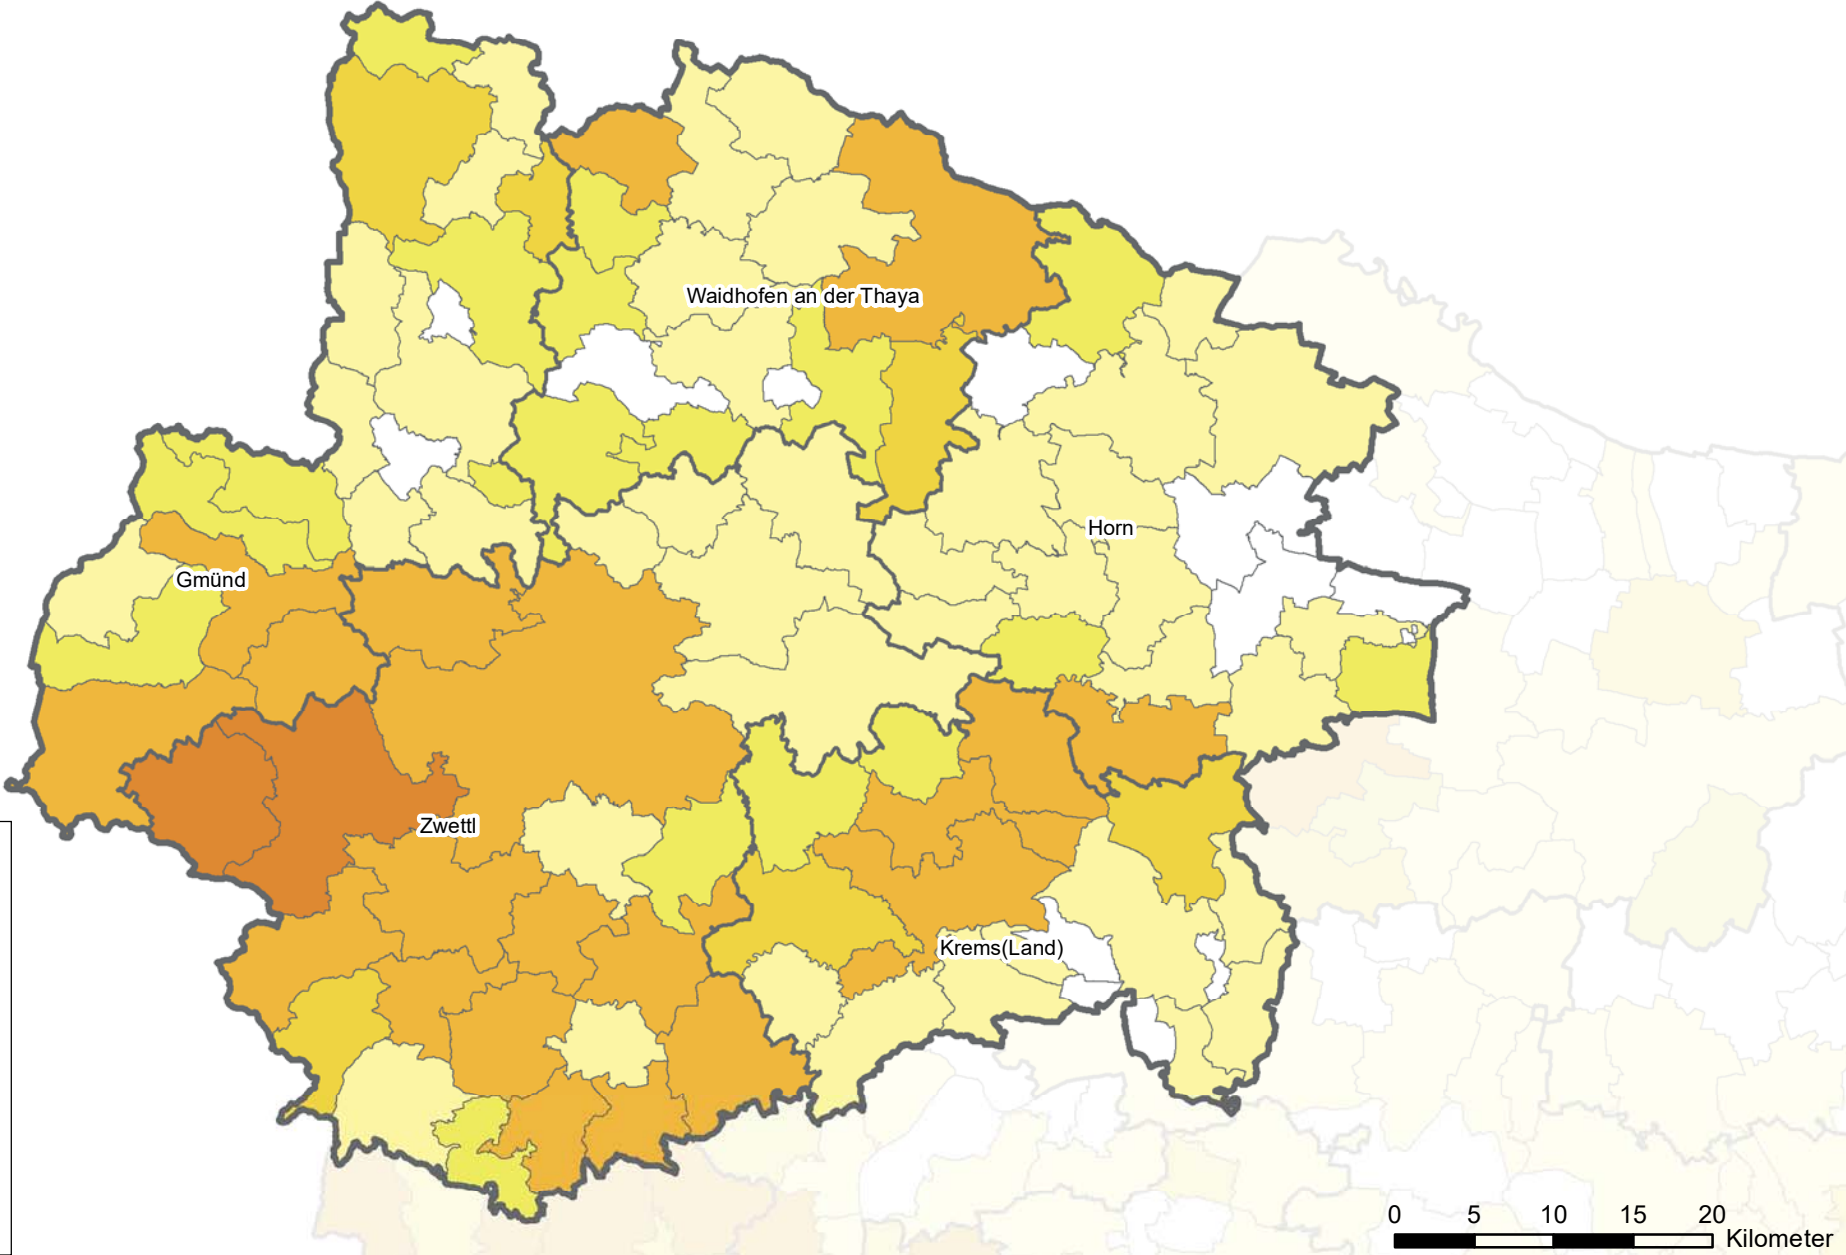 Waidhofen an der Thaya
Horn
Gmünd
Zwettl
Krems(Land)
0 5 10 15 20
Kilometer